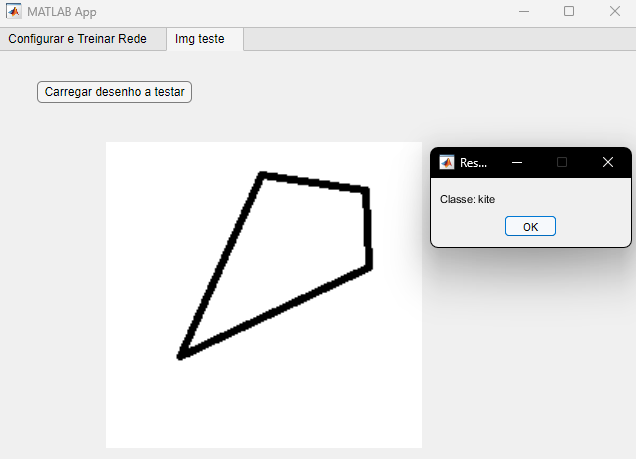 MATLAB App
Configurar e Treinar Rede
Img teste
Carregar desenho a testar
Res...
Classe: kite
OK